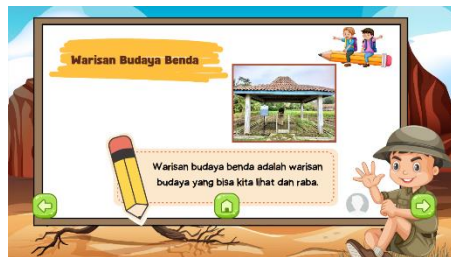 Warisan Budaya Benda
Warisan budaya benda adalah warisan
budaya yang bisa kita lihat dan raba.